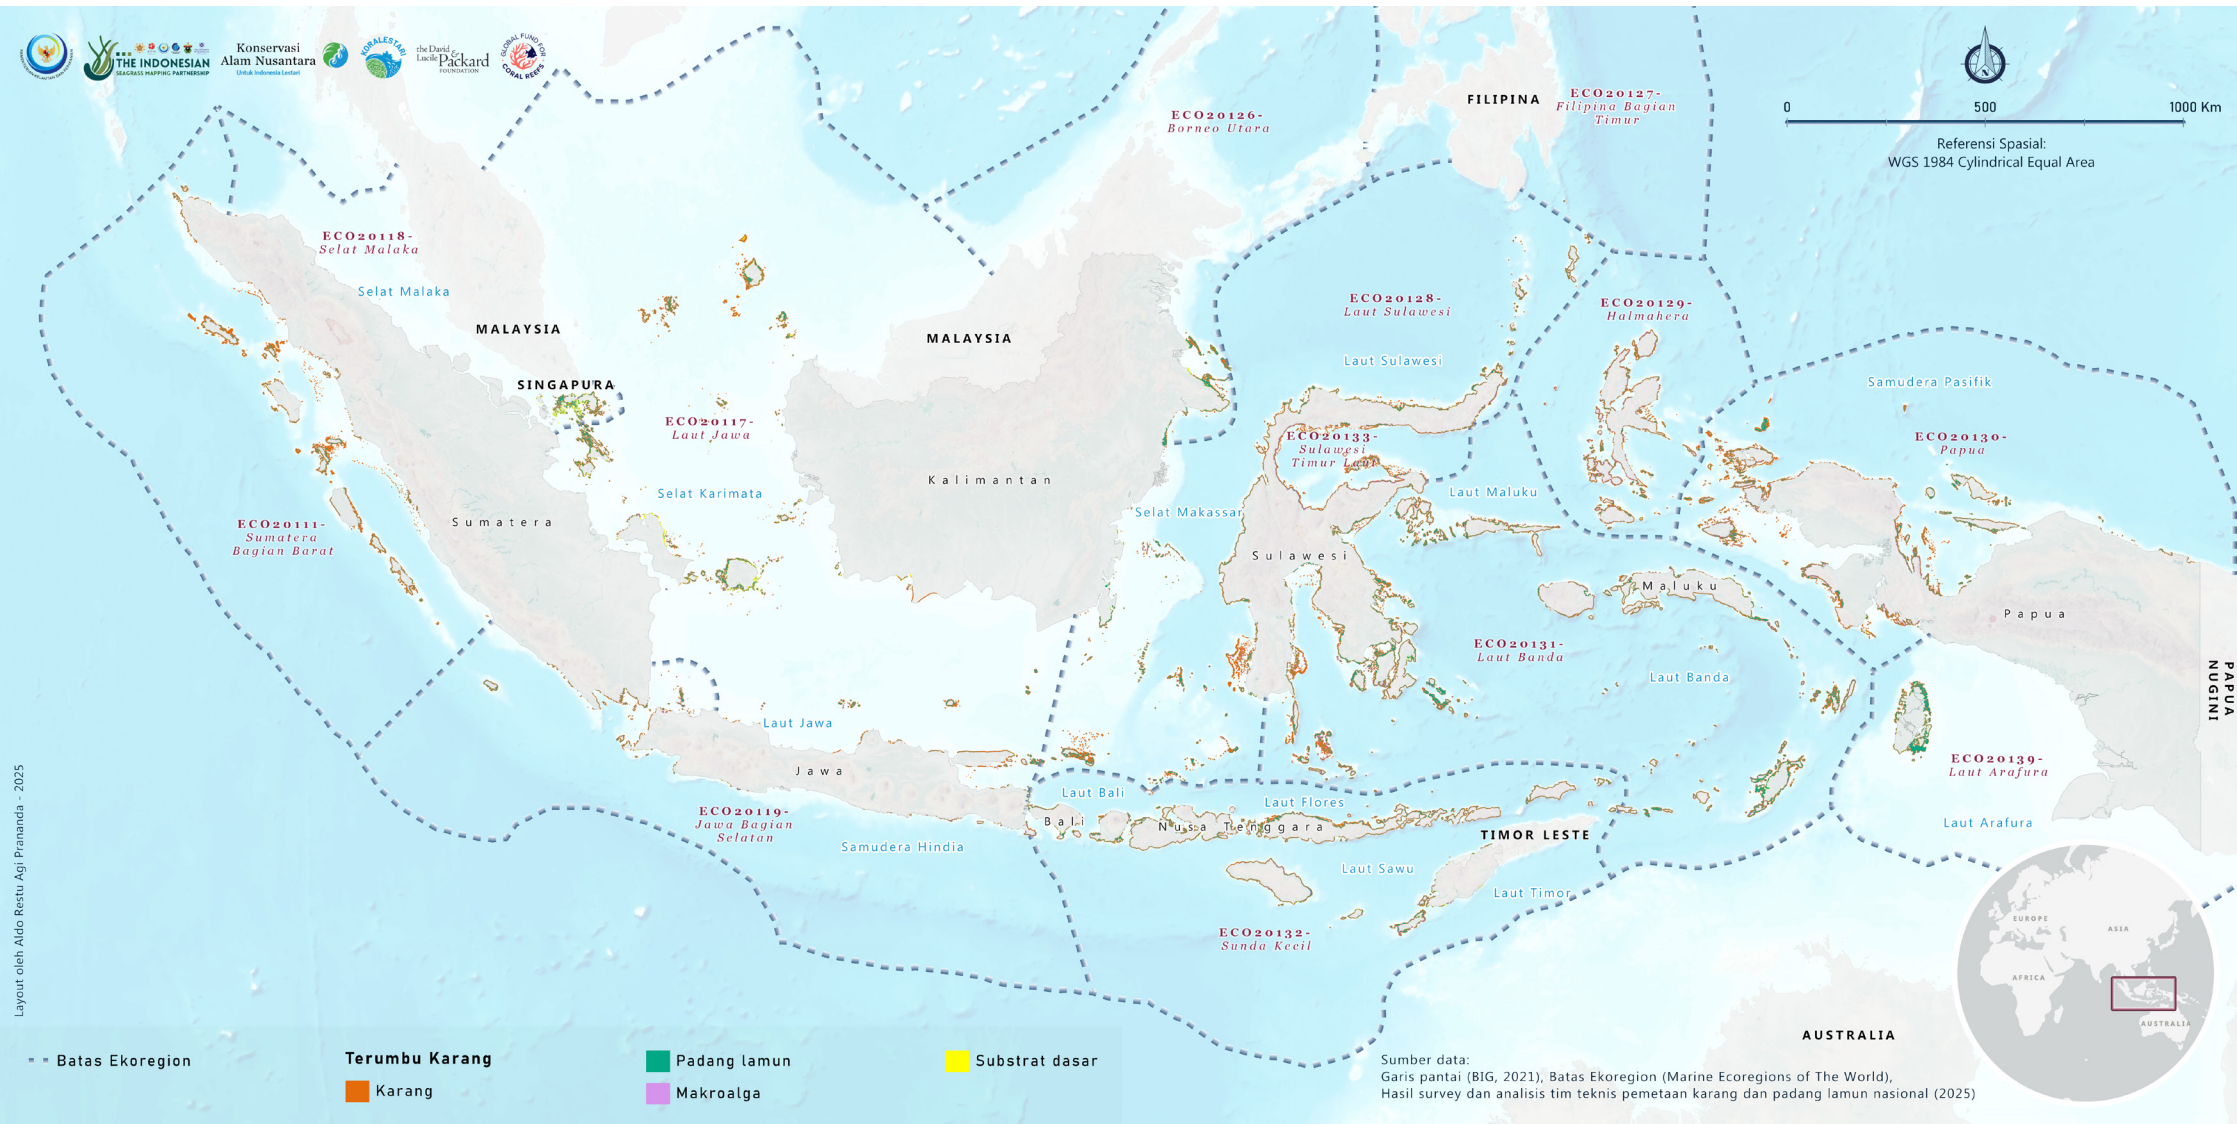 THE INDONESIAN
SEAGRASS MAPPING PARTNERSHIP
Konservasi
Alam Nusantara
Untuk Indonesia Lestari
KORALESTARI
the David
& Lucile Packard
FOUNDATION
GLOBAL FUND FOR
CORAL REEFS
FILIPINA
ECO20127-
Filipina Bagian
Timur
ECO20126-
Borneo Utara
N
0
500
1000 Km
Referensi Spasial:
WGS 1984 Cylindrical Equal Area
ECO20118-
Selat Malaka
Selat Malaka
MALAYSIA
SINGAPURA
MALAYSIA
ECO20128-
Laut Sulawesi
Laut Sulawesi
ECO20129-
Halmahera
Samudera Pasifik
ECO20117-
Laut Jawa
ECO20133-
Sulawesi
Timur Laut
ECO20130-
Papua
Kalimantan
Selat Karimata
Laut Maluku
Selat Makassar
ECO20111-
Sumatera
Bagian Barat
Sumatera
Sulawesi
Maluku
Papua
ECO20131-
Laut Banda
Laut Banda
PAPUA
NUGINI
Laut Jawa
Jawa
ECO20139-
Laut Arafura
Laut Arafura
Laut Bali
Laut Flores
Bali
Nusa Tenggara
TIMOR LESTE
ECO20119-
Jawa Bagian
Selatan
Samudera Hindia
Laut Sawu
Laut Timor
ECO20132-
Sunda Kecil
EUROPE
ASIA
AFRICA
AUSTRALIA
AUSTRALIA
Layout oleh Aldo Restu Agi Prananda - 2025
Batas Ekoregion
Terumbu Karang
Karang
Padang lamun
Makroalga
Substrat dasar
Sumber data:
Garis pantai (BIG, 2021), Batas Ekoregion (Marine Ecoregions of The World),
Hasil survey dan analisis tim teknis pemetaan karang dan padang lamun nasional (2025)